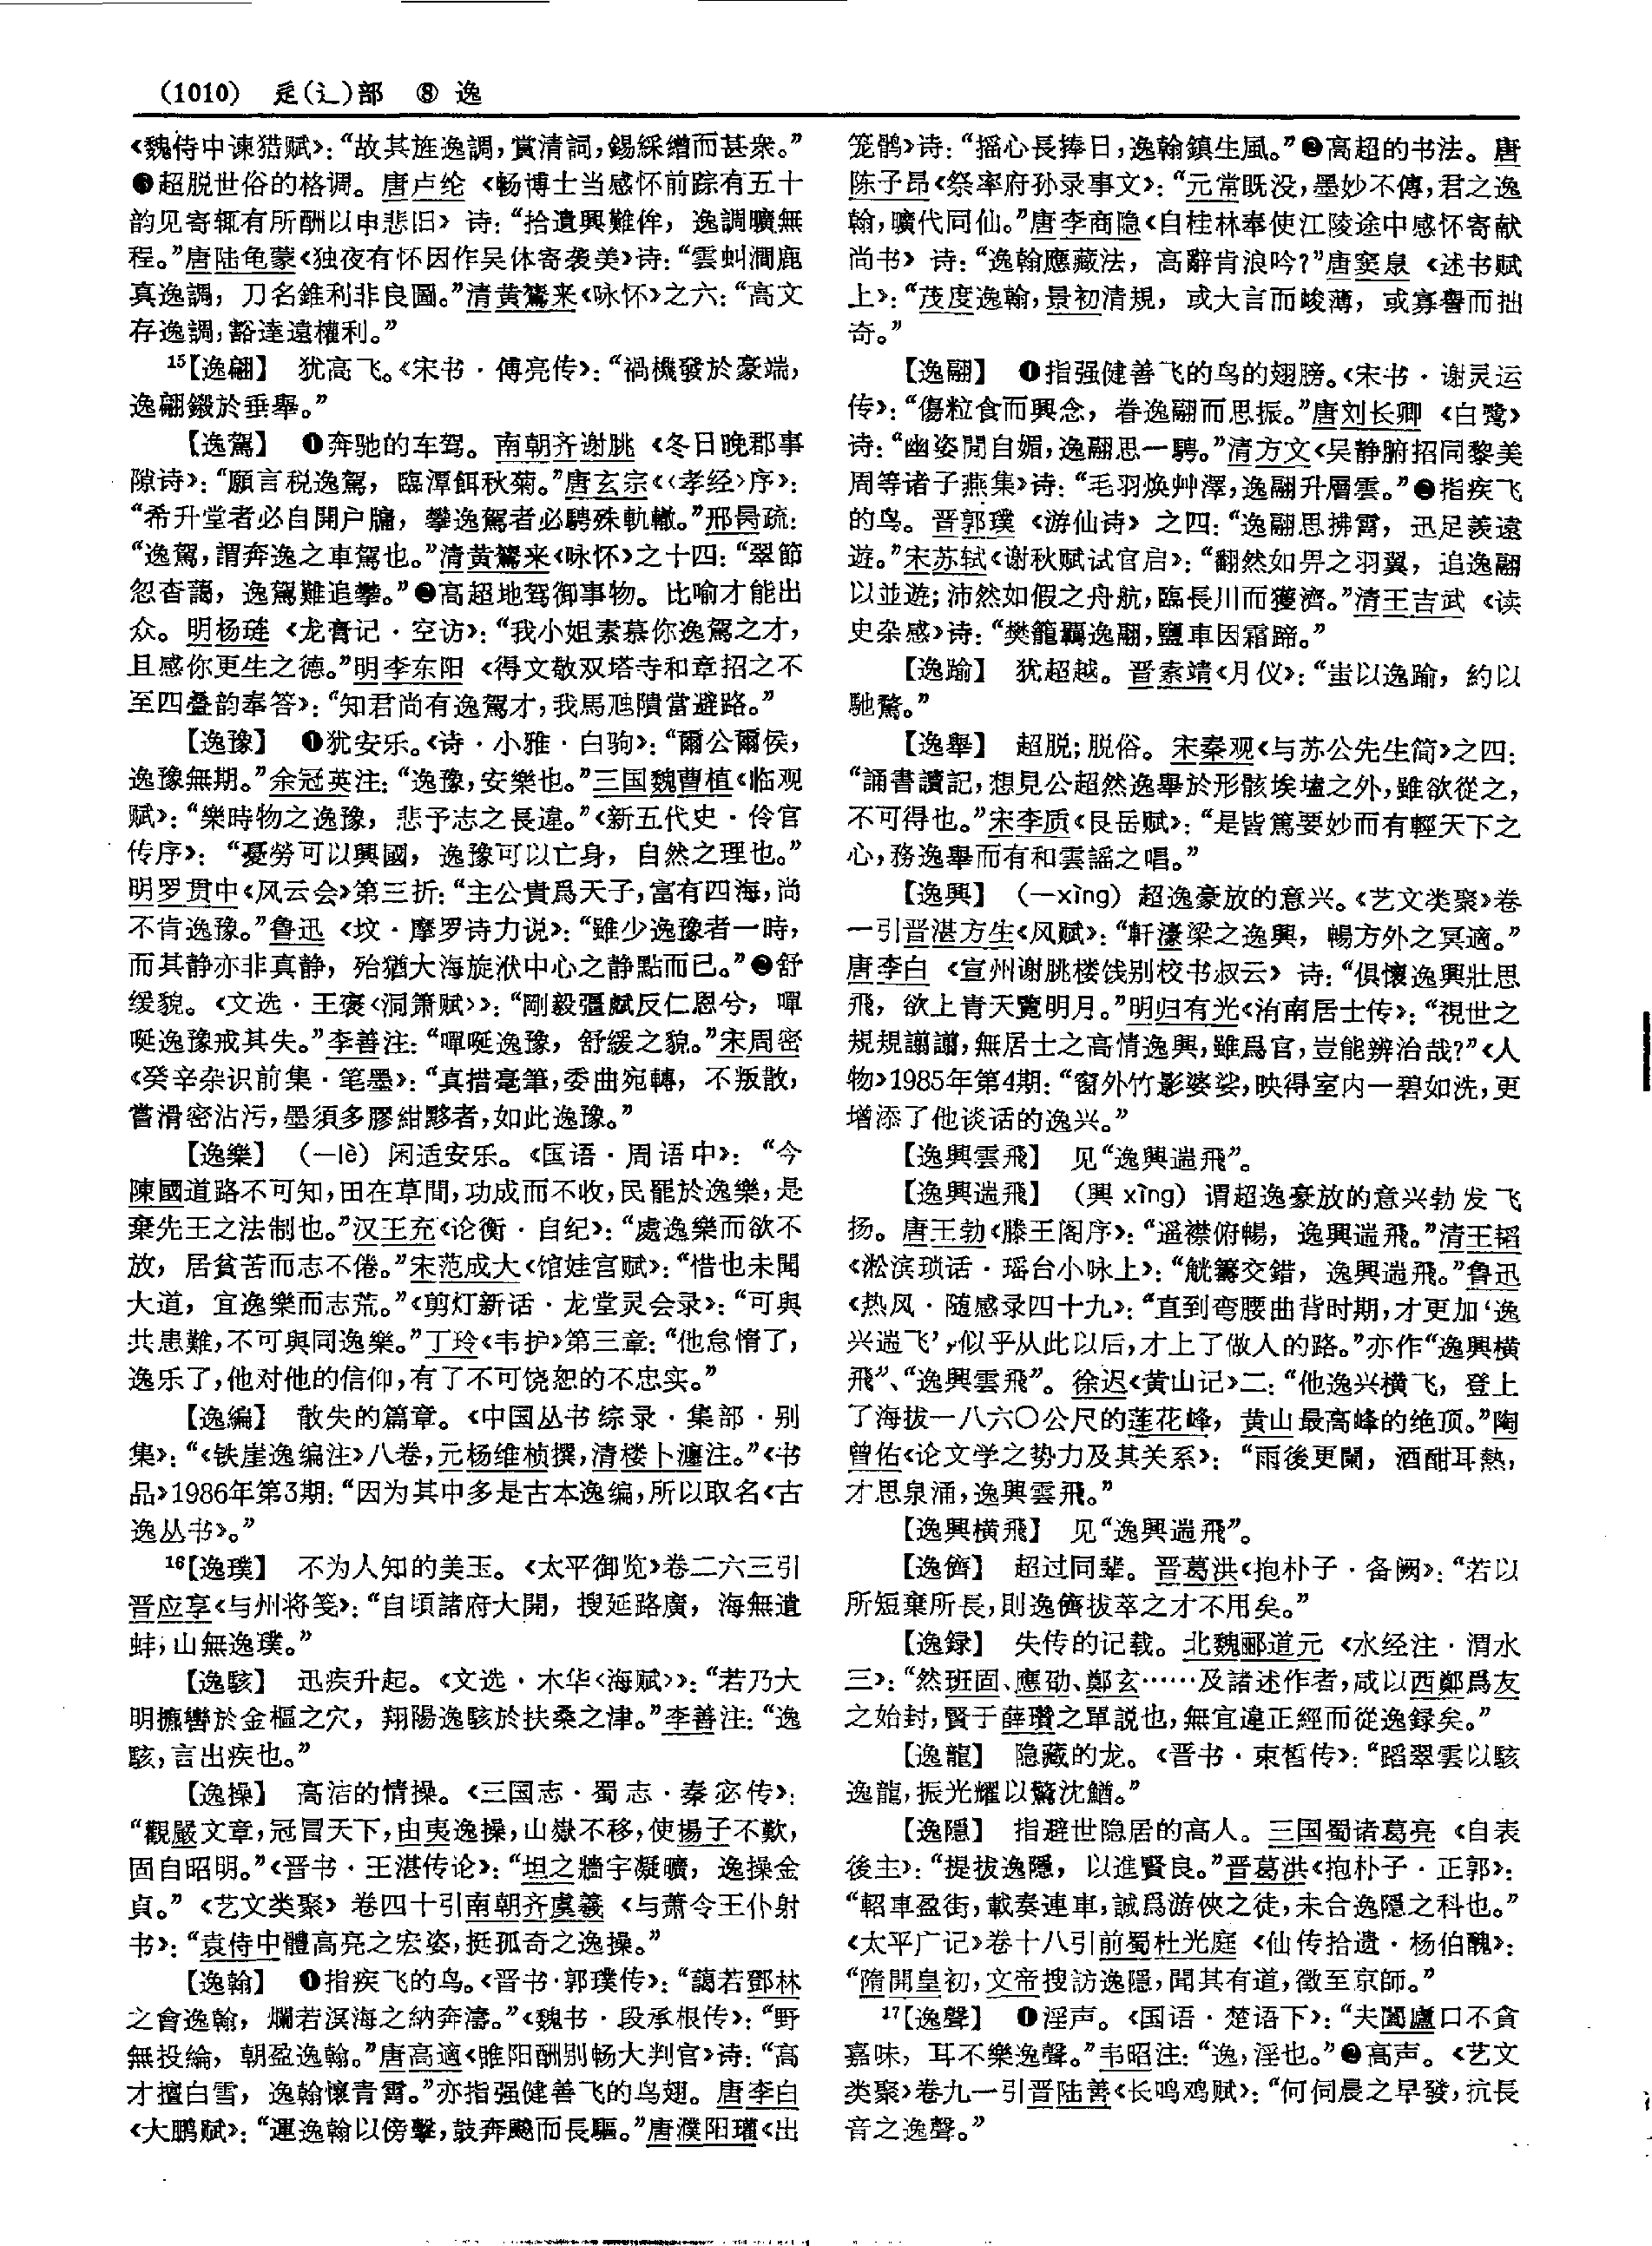 (1010)　辵(辶)部　⑧ 逸
《魏侍中谏猎赋》：“故其旌逸調，賞清詞，錫綵繒而甚衆。”
❸超脱世俗的格调。唐卢纶《畅博士当感怀前踪有五十
韵见寄辄有所酬以申悲旧》诗：“拾遺興難侔，逸調曠無
程。”唐陆龟蒙《独夜有怀因作吴体寄袭美》诗：“雲虯澗鹿
真逸調，刀名錐利非良圖。”清黄鷟来《咏怀》之六：“高文
存逸調，豁達遠權利。”
15【逸翮】　犹高飞。《宋书·傅亮传》：“禍機發於豪端，
逸翮鎩於垂舉。”
【逸駕】　❶奔驰的车驾。南朝齐谢朓《冬日晚郡事
隙诗》：“願言税逸駕，臨潭餌秋菊。”唐玄宗《〈孝经〉序》：
“希升堂者必自開户牖，攀逸駕者必騁殊軌轍。”邢昺疏：
“逸駕，謂奔逸之車駕也。”清黄鷟来《咏怀》之十四：“翠節
忽杳藹，逸駕難追攀。”❷高超地驾御事物。比喻才能出
众。明杨珽《龙膏记·空访》：“我小姐素慕你逸駕之才，
且感你更生之德。”明李东阳《得文敬双塔寺和章招之不
至四叠韵奉答》：“知君尚有逸駕才，我馬虺隤當避路。”
【逸豫】　❶犹安乐。《诗·小雅·白驹》：“爾公爾侯，
逸豫無期。”余冠英注：“逸豫，安樂也。”三国魏曹植《临观
赋》：“樂時物之逸豫，悲予志之長違。”《新五代史·伶官
传序》：“憂勞可以興國，逸豫可以亡身，自然之理也。”
明罗贯中《风云会》第三折：“主公貴爲天子，富有四海，尚
不肯逸豫。”鲁迅《坟·摩罗诗力说》：“雖少逸豫者一時，
而其静亦非真静，殆猶大海旋洑中心之静點而已。”❷舒
缓貌。《文选·王褒〈洞箫赋〉》：“剛毅彊虣反仁恩兮，嘽
唌逸豫戒其失。”李善注：“嘽唌逸豫，舒緩之貌。”宋周密
《癸辛杂识前集·笔墨》：“真措毫筆，委曲宛轉，不叛散，
嘗滑密沾污，墨須多膠紺黟者，如此逸豫。”
【逸樂】　（—lè）闲适安乐。《国语·周语中》：“今
陳國道路不可知，田在草間，功成而不收，民罷於逸樂，是
棄先王之法制也。”汉王充《论衡·自纪》：“處逸樂而欲不
放，居貧苦而志不倦。”宋范成大《馆娃宫赋》：“惜也未聞
大道，宜逸樂而志荒。”《剪灯新话·龙堂灵会录》：“可與
共患難，不可與同逸樂。”丁玲《韦护》第三章：“他怠惰了，
逸乐了，他对他的信仰，有了不可饶恕的不忠实。”
【逸编】　散失的篇章。《中国丛书综录·集部·别
集》：“《铁崖逸编注》八卷，元杨维桢撰，清楼卜瀍注。”《书
品》1986年第3期：“因为其中多是古本逸编，所以取名《古
逸丛书》。”
16【逸璞】　不为人知的美玉。《太平御览》卷二六三引
晋应享《与州将笺》：“自頃諸府大開，搜延路廣，海無遺
蚌，山無逸璞。”
【逸駭】　迅疾升起。《文选·木华〈海赋〉》：“若乃大
明㩳轡於金樞之穴，翔陽逸駭於扶桑之津。”李善注：“逸
駭，言出疾也。”
【逸操】　高洁的情操。《三国志·蜀志·秦宓传》：
“觀嚴文章，冠冒天下，由夷逸操，山嶽不移，使揚子不歎，
固自昭明。”《晋书·王湛传论》：“坦之牆宇凝曠，逸操金
貞。”《艺文类聚》卷四十引南朝齐虞羲《与萧令王仆射
书》：“袁侍中體高亮之宏姿，挺孤奇之逸操。”
【逸翰】　❶指疾飞的鸟。《晋书·郭璞传》：“藹若鄧林
之會逸翰，爛若溟海之納奔濤。”《魏书·段承根传》：“野
無投綸，朝盈逸翰。”唐高適《睢阳酬别畅大判官》诗：“高
才擅白雪，逸翰懷青霄。”亦指强健善飞的鸟翅。唐李白
《大鹏赋》：“運逸翰以傍擊，鼓奔飈而長驅。”唐濮阳瓘《出
笼鹘》诗：“摇心長捧日，逸翰鎮生風。”❷高超的书法。唐
陈子昂《祭率府孙录事文》：“元常既没，墨妙不傳，君之逸
翰，曠代同仙。”唐李商隐《自桂林奉使江陵途中感怀寄献
尚书》诗：“逸翰應藏法，高辭肯浪吟？”唐窦臮《述书赋
上》：“茂度逸翰，景初清規，或大言而峻薄，或寡譽而拙
奇。”
【逸翮】　❶指强健善飞的鸟的翅膀。《宋书·谢灵运
传》：“傷粒食而興念，眷逸翮而思振。”唐刘长卿《白鹭》
诗：“幽姿閒自媚，逸翮思一騁。”清方文《吴静腑招同黎美
周等诸子燕集》诗：“毛羽焕艸澤，逸翮升層雲。”❷指疾飞
的鸟。晋郭璞《游仙诗》之四：“逸翮思拂霄，迅足羡遠
遊。”宋苏轼《谢秋赋试官启》：“翻然如畀之羽翼，追逸翮
以並遊；沛然如假之舟航，臨長川而獲濟。”清王吉武《读
史杂感》诗：“樊籠羈逸翮，鹽車因霜蹄。”
【逸踰】　犹超越。晋索靖《月仪》：“蚩以逸踰，約以
馳騖。”
【逸舉】　超脱；脱俗。宋秦观《与苏公先生简》之四：
“誦書讀記，想見公超然逸舉於形骸埃壒之外，雖欲從之，
不可得也。”宋李质《艮岳赋》：“是皆篤要妙而有輕天下之
心，務逸舉而有和雲謡之唱。”
【逸興】　（—xìng）超逸豪放的意兴。《艺文类聚》卷
一引晋湛方生《风赋》：“軒濠梁之逸興，暢方外之冥適。”
唐李白《宣州谢朓楼饯别校书叔云》诗：“俱懷逸興壯思
飛，欲上青天覽明月。”明归有光《洧南居士传》：“視世之
規規謭謭，無居士之高情逸興，雖爲官，豈能辨治哉？”《人
物》1985年第4期：“窗外竹影婆娑，映得室内一碧如洗，更
增添了他谈话的逸兴。”
【逸興雲飛】　见“逸興遄飛”。
【逸興遄飛】　（興 xìng）谓超逸豪放的意兴勃发飞
扬。唐王勃《滕王阁序》：“遥襟俯暢，逸興遄飛。”清王韬
《淞滨琐话·瑶台小咏上》：“觥籌交錯，逸興遄飛。”鲁迅
《热风·随感录四十九》：“直到弯腰曲背时期，才更加‘逸
兴遄飞’，似乎从此以后，才上了做人的路。”亦作“逸興横
飛”、“逸興雲飛”。徐迟《黄山记》二：“他逸兴横飞，登上
了海拔一八六〇公尺的莲花峰，黄山最高峰的绝顶。”陶
曾佑《论文学之势力及其关系》：“雨後更闌，酒酣耳熱，
才思泉涌，逸興雲飛。”
【逸興横飛】　见“逸興遄飛”。
【逸儕】　超过同辈。晋葛洪《抱朴子·备阙》：“若以
所短棄所長，則逸儕拔萃之才不用矣。”
【逸録】　失传的记载。北魏郦道元《水经注·渭水
三》：“然班固、應劭、鄭玄……及諸述作者，咸以西鄭爲友
之始封，賢于薛瓚之單説也，無宜違正經而從逸録矣。”
【逸龍】　隐藏的龙。《晋书·束皙传》：“蹈翠雲以駭
逸龍，振光耀以驚沈鰌。”
【逸隱】　指避世隐居的高人。三国蜀诸葛亮《自表
後主》：“提拔逸隱，以進賢良。”晋葛洪《抱朴子·正郭》：
“軺車盈街，載奏連車，誠爲游俠之徒，未合逸隱之科也。”
《太平广记》卷十八引前蜀杜光庭《仙传拾遗·杨伯醜》：
“隋開皇初，文帝搜訪逸隱，聞其有道，徵至京師。”
17【逸聲】　❶淫声。《国语·楚语下》：“夫闔廬口不貪
嘉味，耳不樂逸聲。”韦昭注：“逸，淫也。”❷高声。《艺文
类聚》卷九一引晋陆善《长鸣鸡赋》：“何伺晨之早發，抗長
音之逸聲。”